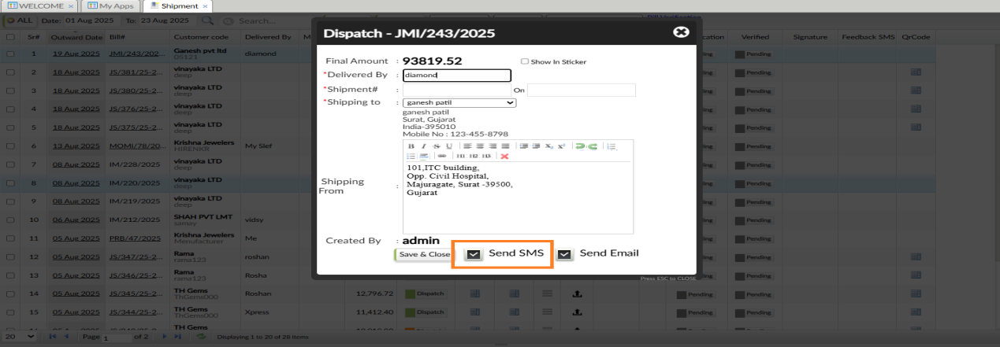 WELCOME ×
My Apps
Shipment ×
ALL Date: 01 Aug 2025 To: 23 Aug 2025 Search...
Sr# Outward Date Bill# Customer code Delivered By Verified Signature Feedback SMS QrCode
1 19 Aug 2025 JMI/243/202... Ganesh pvt ltd diamond Pending
05121
2 18 Aug 2025 JS/381/25-2... vinayaka LTD Pending
deep
3 18 Aug 2025 JS/380/25-2... vinayaka LTD Pending
deep
4 18 Aug 2025 JS/376/25-2... vinayaka LTD Pending
deep
5 18 Aug 2025 JS/375/25-2... vinayaka LTD Pending
deep
6 13 Aug 2025 MOMI/78/20... Krishna Jewelers My Slef Pending
HIRENKR
7 08 Aug 2025 IM/228/2025 vinayaka LTD Pending
deep
8 08 Aug 2025 IM/220/2025 vinayaka LTD Pending
deep
9 08 Aug 2025 IM/219/2025 vinayaka LTD Pending
deep
10 06 Aug 2025 IM/212/2025 SHAH PVT LMT vidsy Pending
samay
11 05 Aug 2025 PRB/47/2025 Krishna Jewelers Me Pending
Menufacturer
12 05 Aug 2025 JS/347/25-2... Rama roshan Pending
rama123
13 05 Aug 2025 JS/346/25-2... Rama Rosha Pending
rama123
14 05 Aug 2025 JS/345/25-2... TH Gems Roshan 12,796.72 Dispatch Pending Pending
ThGems000
15 05 Aug 2025 JS/344/25-2... TH Gems Xpress 11,412.40 Dispatch Pending Pending
ThGems000
TH Gems
20 Page 1 of 2 Displaying 1 to 20 of 28 items
Dispatch - JMI/243/2025
Final Amount : 93819.52 Show In Sticker
*Delivered By : diamond
*Shipment# : On
*Shipping to : ganesh patil
ganesh patil
Surat, Gujarat
India-395010
Mobile No : 123-455-8798
B I S U X₂ X² H1 H2 H3
Shipping From :
101,ITC building,
Opp. Civil Hospital,
Majuragate, Surat -39500,
Gujarat
Created By : admin
Save & Close Send SMS Send Email
Press ESC to CLOSE